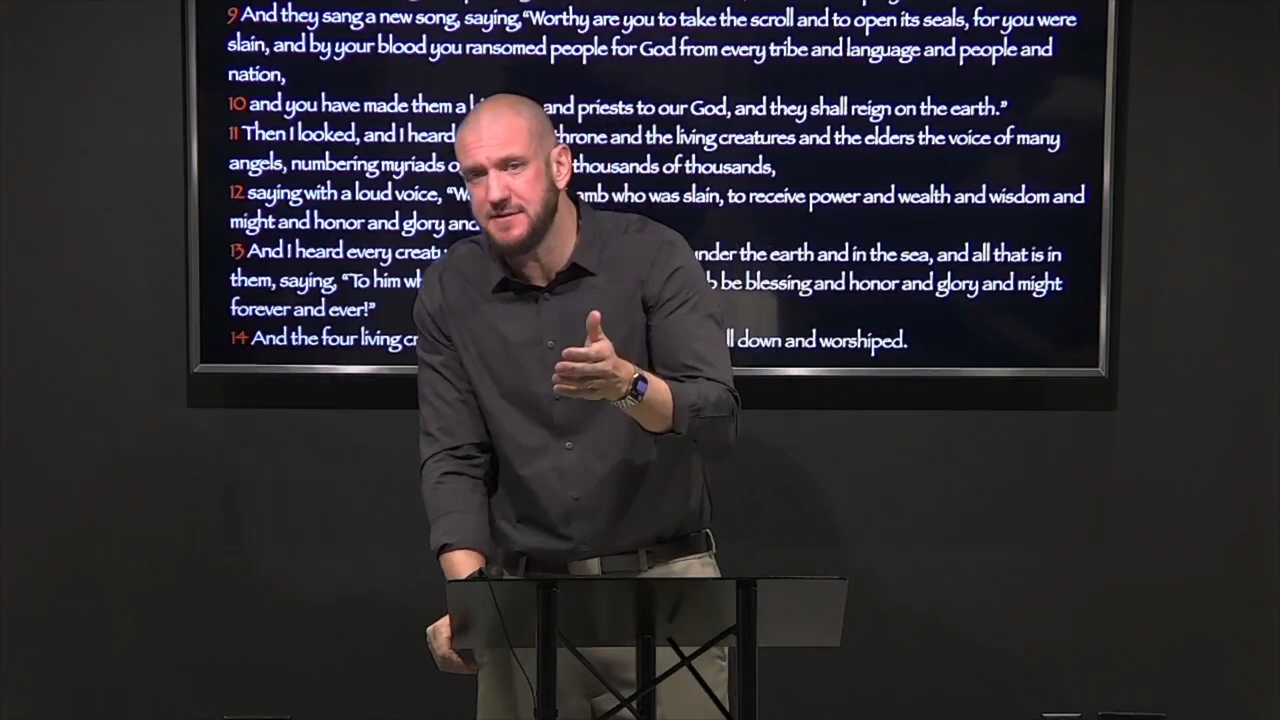 9 And they sang a new song, saying, “Worthy are you to take the scroll and to open its seals, for you were
slain, and by your blood you ransomed people for God from every tribe and language and people and
nation,
10 and you have made them a and priests to our God, and they shall reign on the earth.”
11 Then I looked, and I heard throne and the living creatures and the elders the voice of many
angels, numbering myriads thousands of thousands,
12 saying with a loud voice, who was slain, to receive power and wealth and wisdom and
might and honor and glory and
13 And I heard every under the earth and in the sea, and all that is in
them, saying, “To him be blessing and honor and glory and might
forever and ever!”
14 And the four living down and worshiped.